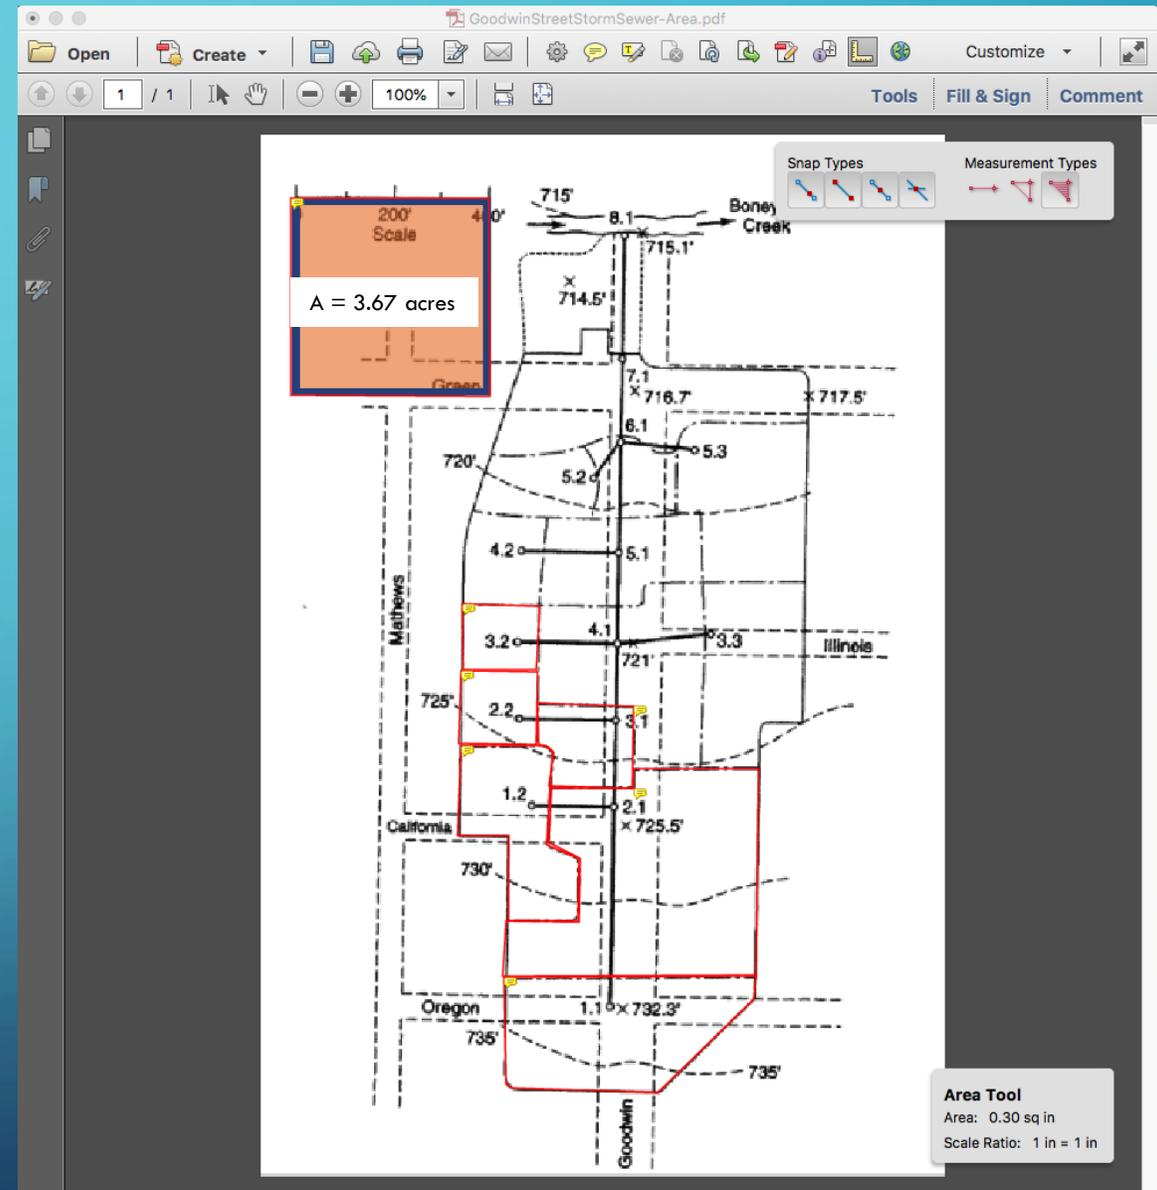 GoodwinStreetStormSewer-Area.pdf
Open
Create
Customize
1 / 1
100%
Tools
Fill & Sign
Comment
Snap Types
Measurement Types
200'
Scale
A = 3.67 acres
Green
715'
8.1
Boney
Creek
715.1'
714.5'
7.1
716.7'
717.5'
6.1
5.3
720'
5.2
4.2
5.1
Mathews
4.1
3.2
3.3
721'
Illinois
725'
2.2
3.1
1.2
2.1
725.5'
California
730'
Oregon
1.1
732.3'
735'
735'
Goodwin
Area Tool
Area: 0.30 sq in
Scale Ratio: 1 in = 1 in